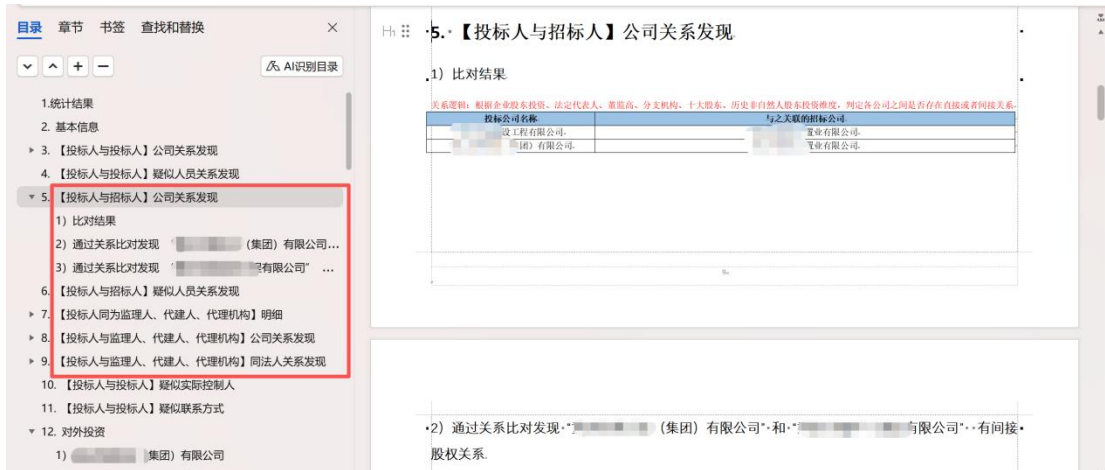 目录 章节 书签 查找和替换
AI识别目录
1.统计结果
2. 基本信息
3. 【投标人与投标人】公司关系发现
4. 【投标人与投标人】疑似人员关系发现
5. 【投标人与招标人】公司关系发现
1）比对结果
2）通过关系比对发现 “ （集团）有限公司...
3）通过关系比对发现 “ 有限公司” ...
6. 【投标人与招标人】疑似人员关系发现
7. 【投标人同为监理人、代建人、代理机构】明细
8. 【投标人与监理人、代建人、代理机构】公司关系发现
9. 【投标人与监理人、代建人、代理机构】同法人关系发现
10. 【投标人与投标人】疑似实际控制人
11. 【投标人与投标人】疑似联系方式
12. 对外投资
1） 集团）有限公司
H1
5. 【投标人与招标人】公司关系发现
1）比对结果
关系逻辑：根据企业股东投资、法定代表人、董监高、分支机构、十大股东、历史非自然人股东投资维度，判定各公司之间是否存在直接或者间接关系
投标公司名称 与之关联的招标公司
设工程有限公司 置业有限公司
团）有限公司 置业有限公司
9
2）通过关系比对发现 “ （集团）有限公司” 和 “ 有限公司” 有间接
股权关系